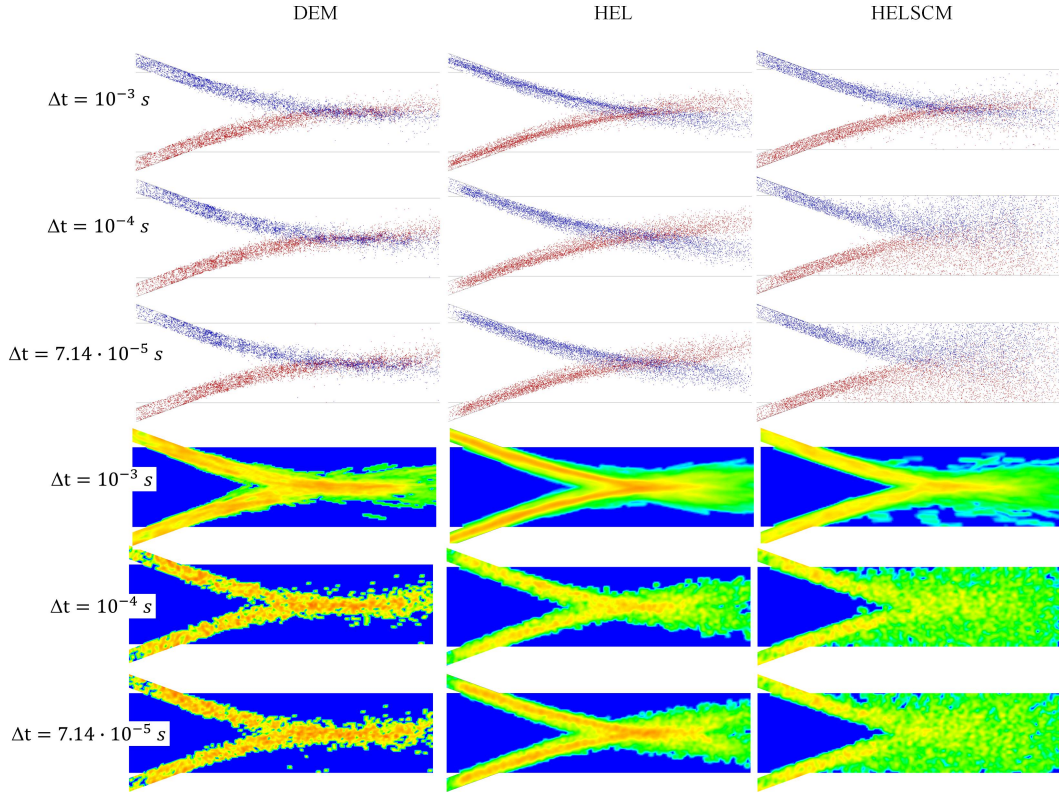 DEM HEL HELSCM
Δt = 10⁻³ s
Δt = 10⁻⁴ s
Δt = 7.14 · 10⁻⁵ s
Δt = 10⁻³ s
Δt = 10⁻⁴ s
Δt = 7.14 · 10⁻⁵ s